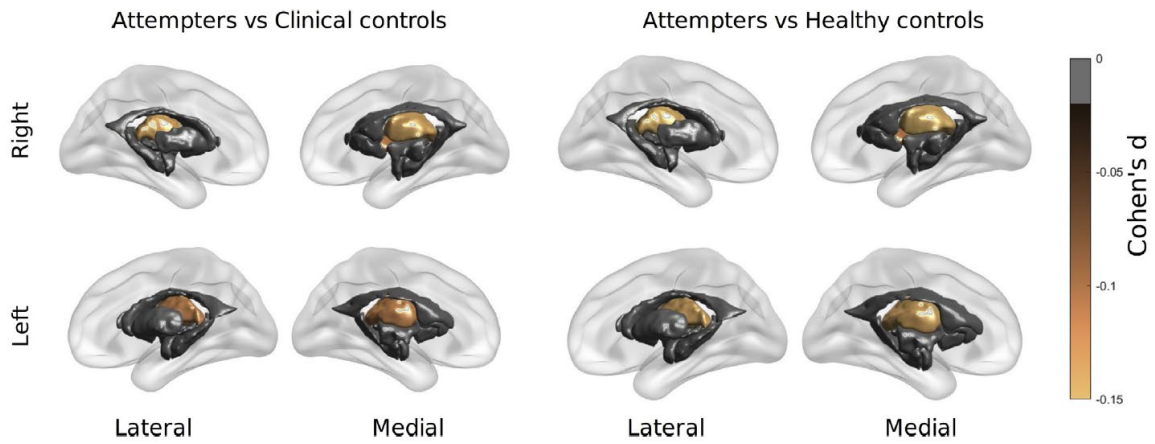 Attempters vs Clinical controls
Attempters vs Healthy controls
Right
Left
Lateral
Medial
Lateral
Medial
0
-0.05
-0.1
-0.15
Cohen's d